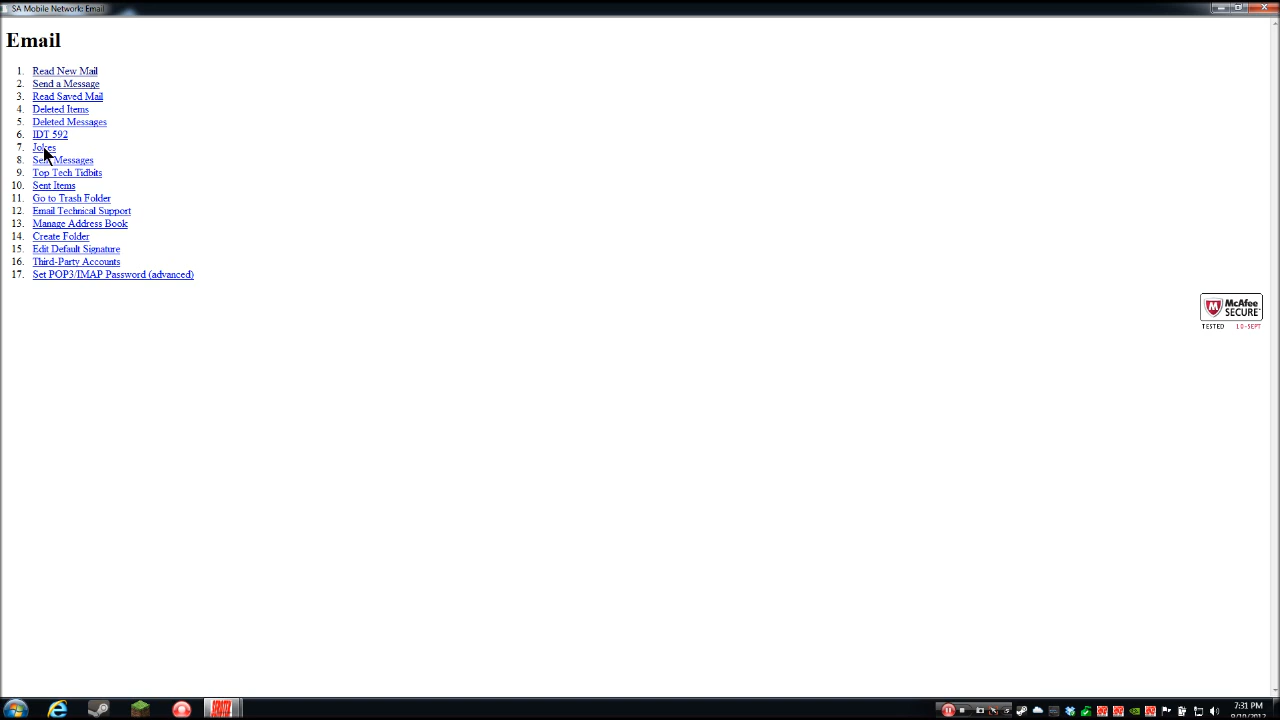 SA Mobile Network: Email
Email
1. Read New Mail
2. Send a Message
3. Read Saved Mail
4. Deleted Items
5. Deleted Messages
6. IDT 592
7. Jokes
8. Sent Messages
9. Top Tech Tidbits
10. Sent Items
11. Go to Trash Folder
12. Email Technical Support
13. Manage Address Book
14. Create Folder
15. Edit Default Signature
16. Third-Party Accounts
17. Set POP3/IMAP Password (advanced)
McAfee
SECURE
TESTED 10-SEPT
7:31 PM